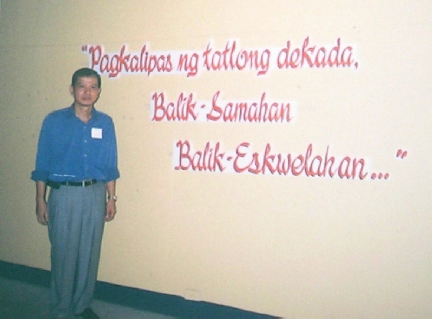 "Pagkalipas ng tatlong dekada,
Balik-Samahan
Balik-Eskwelahan..."